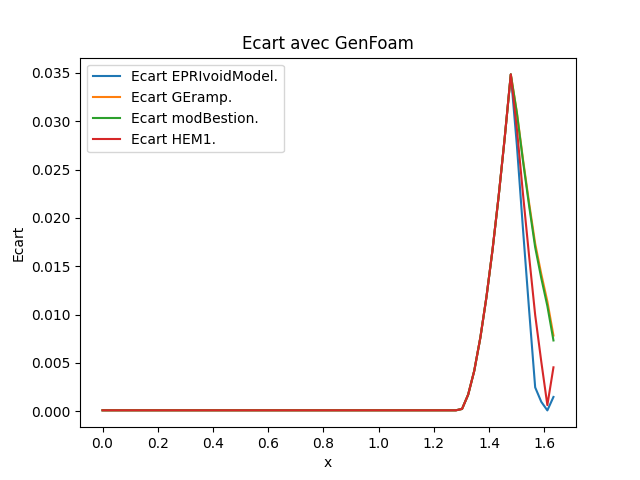 Ecart avec GenFoam
Ecart EPRIvoidModel.
Ecart GEramp.
Ecart modBestion.
Ecart HEM1.
0.035
0.030
0.025
0.020
0.015
0.010
0.005
0.000
Ecart
0.0 0.2 0.4 0.6 0.8 1.0 1.2 1.4 1.6
x